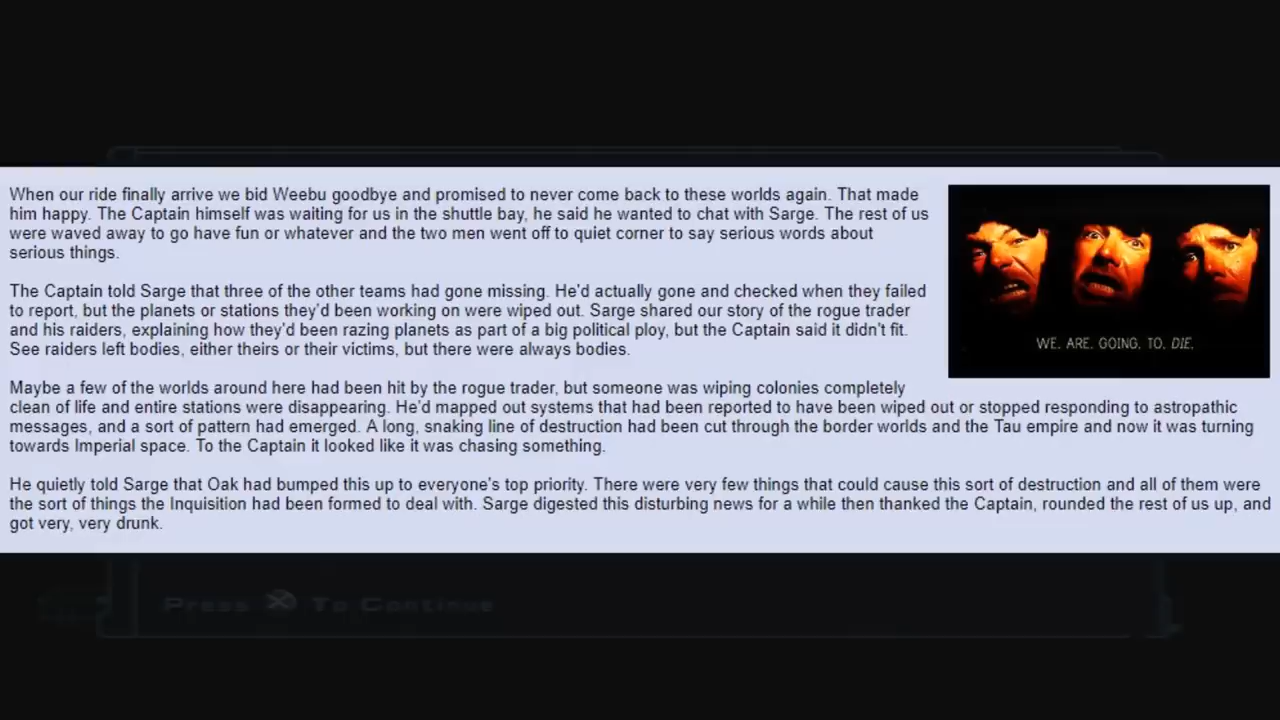 When our ride finally arrive we bid Weebu goodbye and promised to never come back to these worlds again. That made
him happy. The Captain himself was waiting for us in the shuttle bay, he said he wanted to chat with Sarge. The rest of us
were waved away to go have fun or whatever and the two men went off to quiet corner to say serious words about
serious things.
The Captain told Sarge that three of the other teams had gone missing. He'd actually gone and checked when they failed
to report, but the planets or stations they'd been working on were wiped out. Sarge shared our story of the rogue trader
and his raiders, explaining how they'd been razing planets as part of a big political ploy, but the Captain said it didn't fit.
See raiders left bodies, either theirs or their victims, but there were always bodies.
WE. ARE. GOING. TO. DIE.
Maybe a few of the worlds around here had been hit by the rogue trader, but someone was wiping colonies completely
clean of life and entire stations were disappearing. He'd mapped out systems that had been reported to have been wiped out or stopped responding to astropathic
messages, and a sort of pattern had emerged. A long, snaking line of destruction had been cut through the border worlds and the Tau empire and now it was turning
towards Imperial space. To the Captain it looked like it was chasing something.
He quietly told Sarge that Oak had bumped this up to everyone's top priority. There were very few things that could cause this sort of destruction and all of them were
the sort of things the Inquisition had been formed to deal with. Sarge digested this disturbing news for a while then thanked the Captain, rounded the rest of us up, and
got very, very drunk.
Press To Continue